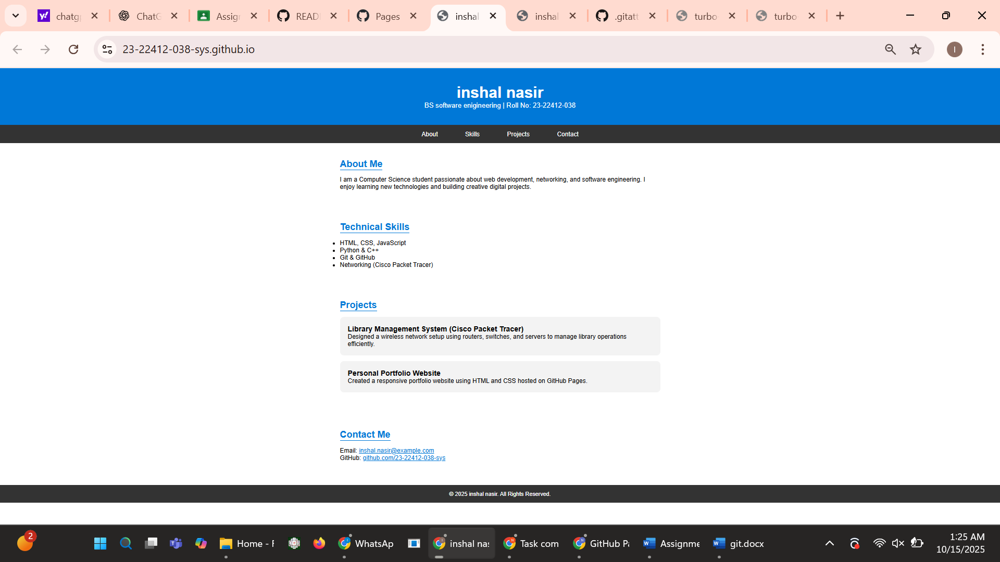 chatg
ChatG
Assig
READ
Pages
inshal
inshal
.gitatt
turbo
turbo
23-22412-038-sys.github.io
I
inshal nasir
BS software enigineering | Roll No: 23-22412-038
About Skills Projects Contact
About Me
I am a Computer Science student passionate about web development, networking, and software engineering. I
enjoy learning new technologies and building creative digital projects.
Technical Skills
HTML, CSS, JavaScript
Python & C++
Git & GitHub
Networking (Cisco Packet Tracer)
Projects
Library Management System (Cisco Packet Tracer)
Designed a wireless network setup using routers, switches, and servers to manage library operations
efficiently.
Personal Portfolio Website
Created a responsive portfolio website using HTML and CSS hosted on GitHub Pages.
Contact Me
Email: inshal.nasir@example.com
GitHub: github.com/23-22412-038-sys
© 2025 inshal nasir. All Rights Reserved.
2
Home - F
WhatsAp
inshal nas
Task com
GitHub Pa
Assignme
git.docx
1:25 AM
10/15/2025